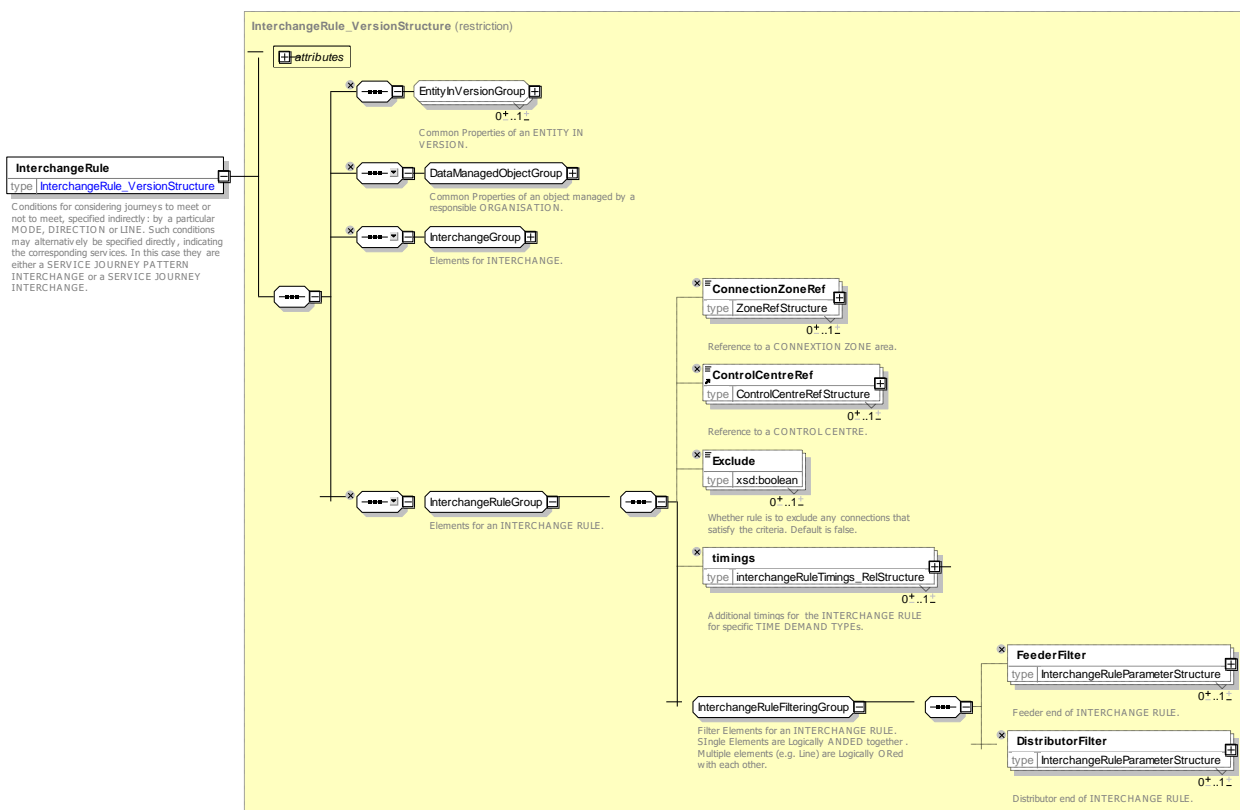 InterchangeRule_VersionStructure (restriction)
attributes
EntityInVersionGroup
0..1
Common Properties of an ENTITY IN
VERSION.
InterchangeRule
type InterchangeRule_VersionStructure
Conditions for considering journeys to meet or
not to meet, specified indirectly: by a particular
MODE, DIRECTION or LINE. Such conditions
may alternatively be specified directly, indicating
the corresponding services. In this case they are
either a SERVICE JOURNEY PATTERN
INTERCHANGE or a SERVICE JOURNEY
INTERCHANGE.
DataManagedObjectGroup
Common Properties of an object managed by a
responsible ORGANISATION.
InterchangeGroup
Elements for INTERCHANGE.
ConnectionZoneRef
type ZoneRefStructure
0..1
Reference to a CONNEXTION ZONE area.
ControlCentreRef
type ControlCentreRefStructure
0..1
Reference to a CONTROL CENTRE.
Exclude
type xsd:boolean
0..1
Whether rule is to exclude any connections that
satisfy the criteria. Default is false.
InterchangeRuleGroup
Elements for an INTERCHANGE RULE.
timings
type interchangeRuleTimings_RelStructure
0..1
Additional timings for the INTERCHANGE RULE
for specific TIME DEMAND TYPEs.
InterchangeRuleFilteringGroup
Filter Elements for an INTERCHANGE RULE.
SIngle Elements are Logically ANDED together .
Multiple elements (e.g. Line) are Logically ORed
with each other.
FeederFilter
type InterchangeRuleParameterStructure
0..1
Feeder end of INTERCHANGE RULE.
DistributorFilter
type InterchangeRuleParameterStructure
0..1
Distributor end of INTERCHANGE RULE.